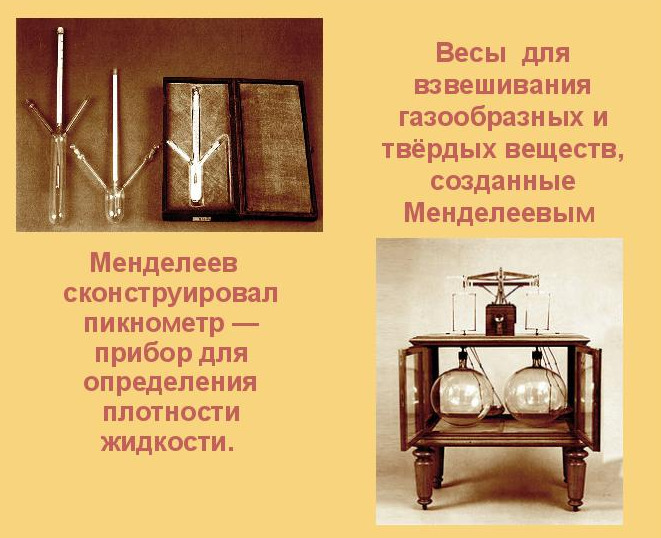 Весы для
взвешивания
газообразных и
твёрдых веществ,
созданные
Менделеевым
Менделеев
сконструировал
пикнометр —
прибор для
определения
плотности
жидкости.